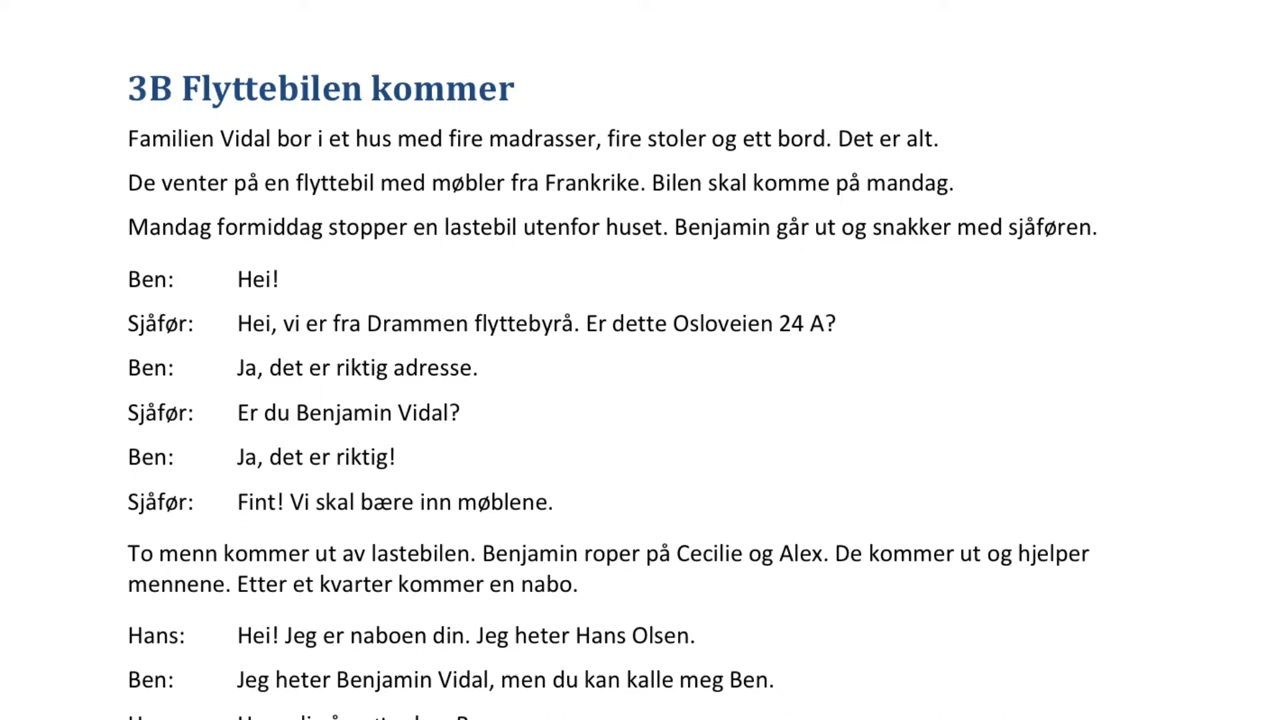 3B Flyttebilen kommer
Familien Vidal bor i et hus med fire madrasser, fire stoler og ett bord. Det er alt.
De venter på en flyttebil med møbler fra Frankrike. Bilen skal komme på mandag.
Mandag formiddag stopper en lastebil utenfor huset. Benjamin går ut og snakker med sjåføren.
Ben: Hei!
Sjåfør: Hei, vi er fra Drammen flyttebyrå. Er dette Osloveien 24 A?
Ben: Ja, det er riktig adresse.
Sjåfør: Er du Benjamin Vidal?
Ben: Ja, det er riktig!
Sjåfør: Fint! Vi skal bære inn møblene.
To menn kommer ut av lastebilen. Benjamin roper på Cecilie og Alex. De kommer ut og hjelper
mennene. Etter et kvarter kommer en nabo.
Hans: Hei! Jeg er naboen din. Jeg heter Hans Olsen.
Ben: Jeg heter Benjamin Vidal, men du kan kalle meg Ben.